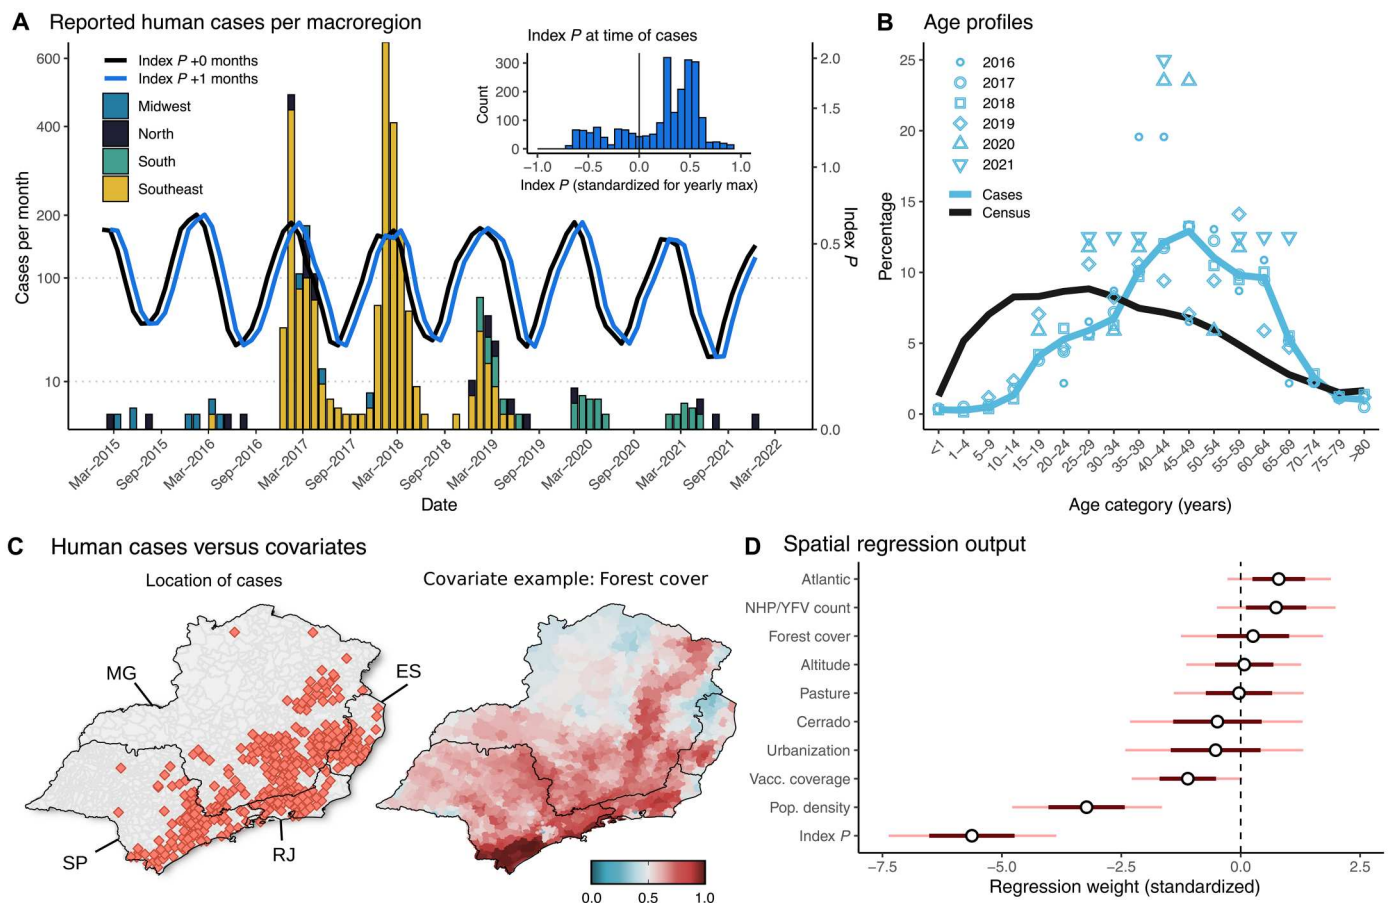 A Reported human cases per macroregion
600
400
200
100
10
Cases per month
Index P +0 months
Index P +1 months
Midwest
North
South
Southeast
Index P at time of cases
300
200
100
0
Count
−1.0 −0.5 0.0 0.5 1.0
Index P (standardized for yearly max)
2.0
1.5
1.0
0.5
0.0
Index P
Mar−2015 Sep−2015 Mar−2016 Sep−2016 Mar−2017 Sep−2017 Mar−2018 Sep−2018 Mar−2019 Sep−2019 Mar−2020 Sep−2020 Mar−2021 Sep−2021 Mar−2022
Date
B Age profiles
25
20
15
10
5
0
Percentage
2016
2017
2018
2019
2020
2021
Cases
Census
<1 1−4 5−9 10−14 15−19 20−24 25−29 30−34 35−39 40−44 45−49 50−54 55−59 60−64 65−69 70−74 75−79 >80
Age category (years)
C Human cases versus covariates
Location of cases
MG
ES
SP
RJ
Covariate example: Forest cover
0.0 0.5 1.0
D Spatial regression output
Atlantic
NHP/YFV count
Forest cover
Altitude
Pasture
Cerrado
Urbanization
Vacc. coverage
Pop. density
Index P
−7.5 −5.0 −2.5 0.0 2.5
Regression weight (standardized)